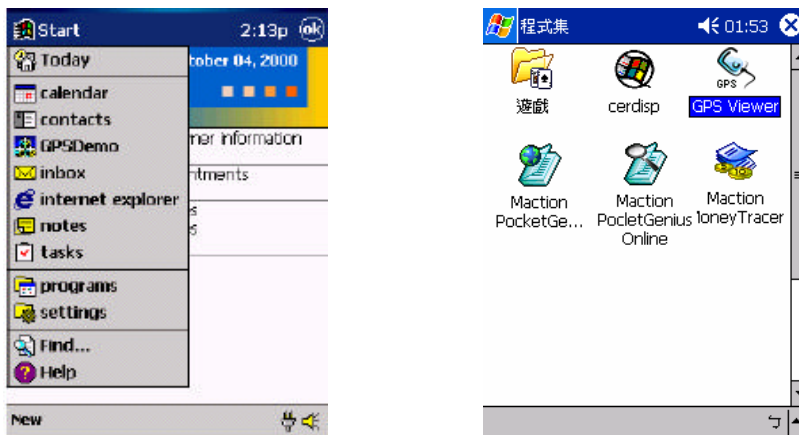 Start 2:13p ok
Today
tober 04, 2000
calendar
contacts
GPSDemo
ner information
inbox
ntments
internet explorer
notes
tasks
programs
settings
Find...
Help
New
程式集 01:53
遊戲
cerdisp
GPS
GPS Viewer
Maction PocketGe...
Maction PocletGenius Online
Maction loneyTracer
ㄅ